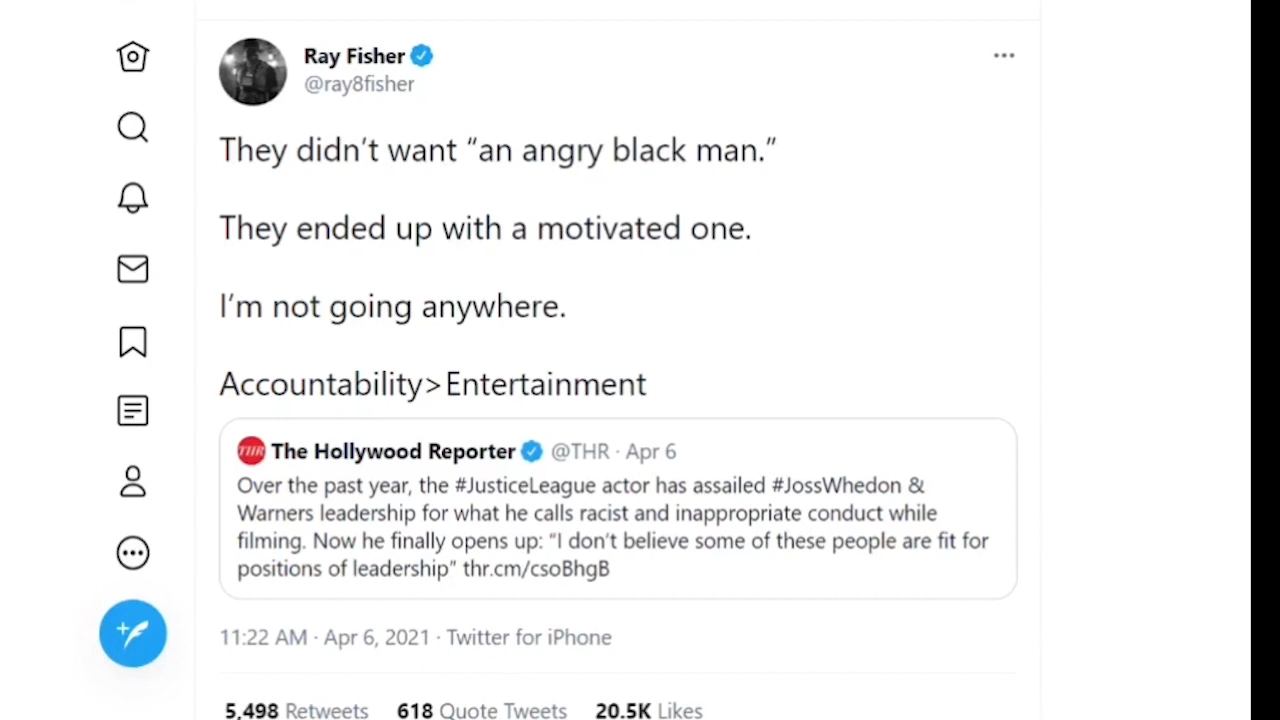 Ray Fisher
@ray8fisher
They didn’t want “an angry black man.”
They ended up with a motivated one.
I’m not going anywhere.
Accountability>Entertainment
THR The Hollywood Reporter @THR · Apr 6
Over the past year, the #JusticeLeague actor has assailed #JossWhedon &
Warners leadership for what he calls racist and inappropriate conduct while
filming. Now he finally opens up: “I don’t believe some of these people are fit for
positions of leadership” thr.cm/csoBhgB
11:22 AM · Apr 6, 2021 · Twitter for iPhone
5,498 Retweets 618 Quote Tweets 20.5K Likes